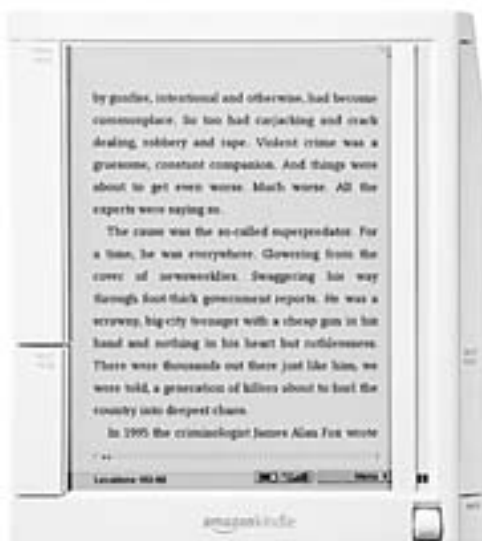 by gunfire, intentional and otherwise, had become
commonplace. So too had carjacking and crack
dealing, robbery and rape. Violent crime was a
gruesome, constant companion. And things were
about to get even worse. Much worse. All the
experts were saying so.
The cause was the so-called superpredator. For
a time, he was everywhere. Glowering from the
cover of newsweeklies. Swaggering his way
through foot-thick government reports. He was a
scrawny, big-city teenager with a cheap gun in his
hand and nothing in his heart but ruthlessness.
There were thousands out there just like him, we
were told, a generation of killers about to hurl the
country into deepest chaos.
In 1995 the criminologist James Alan Fox wrote
Locations
Menu
amazonkindle